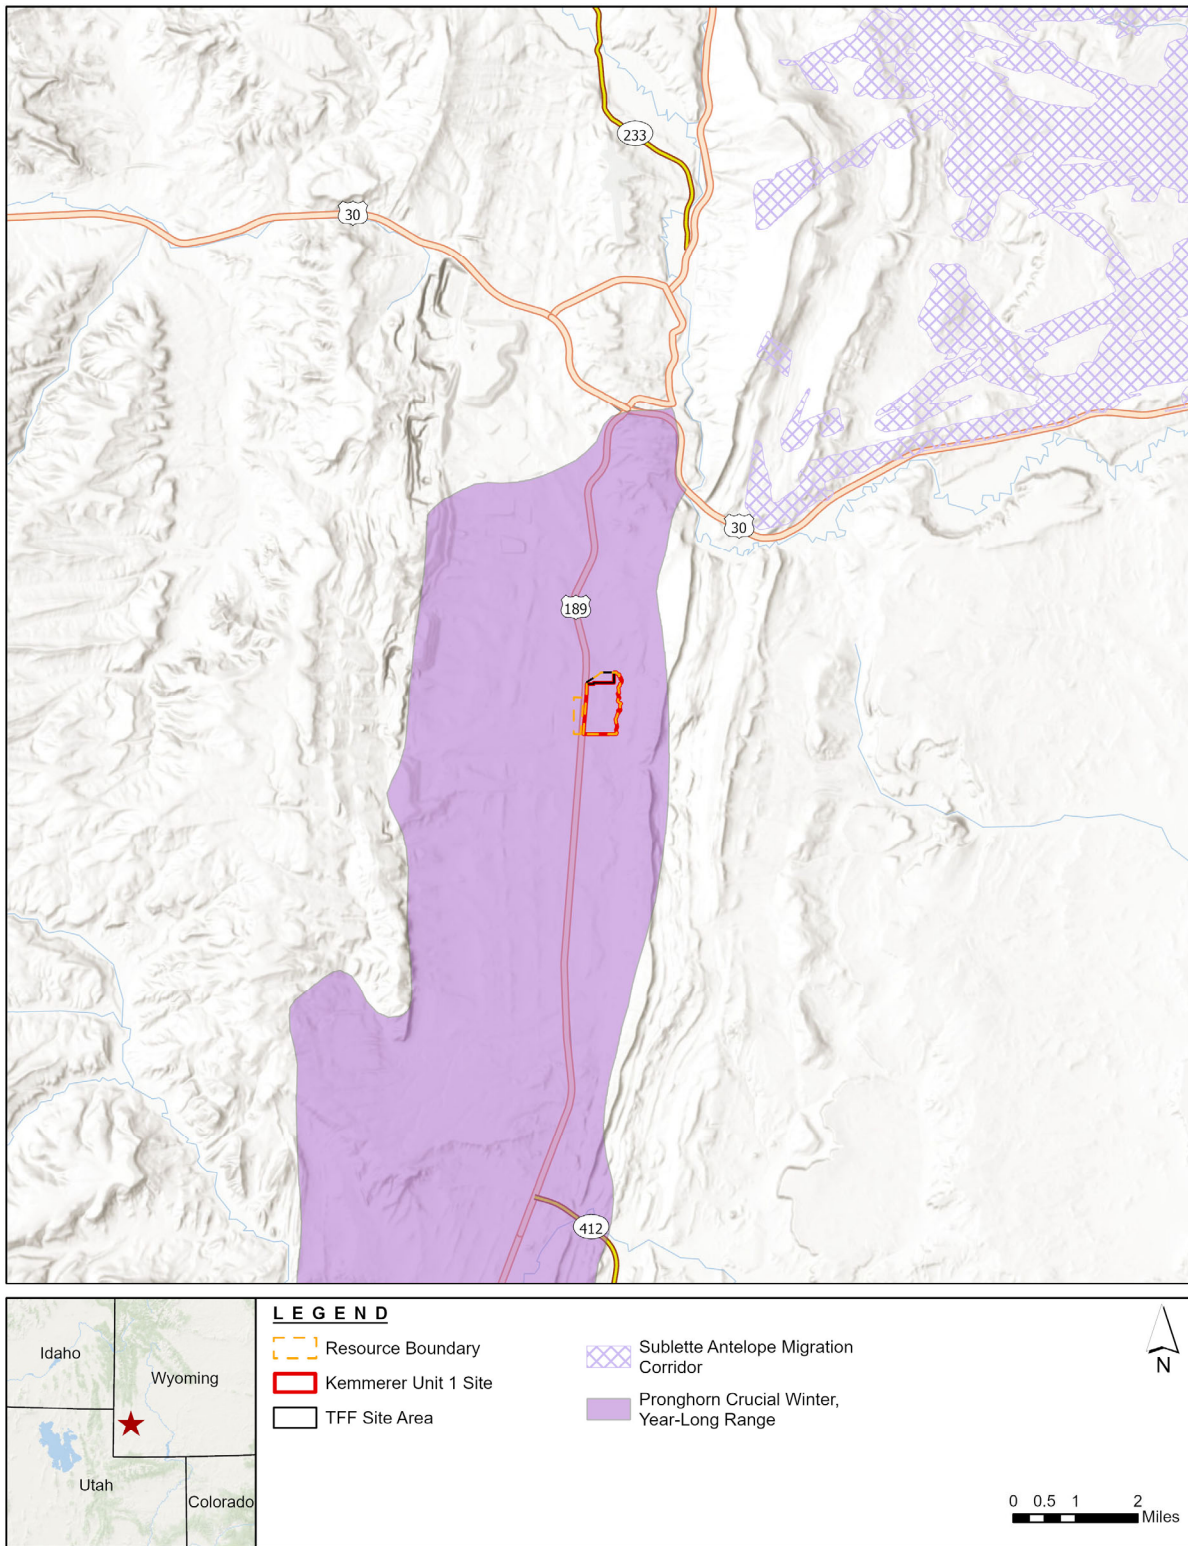 233
30
30
189
412
Idaho
Wyoming
Utah
Colorado
LEGEND
Resource Boundary
Kemmerer Unit 1 Site
TFF Site Area
Sublette Antelope Migration
Corridor
Pronghorn Crucial Winter,
Year-Long Range
N
0 0.5 1 2
Miles